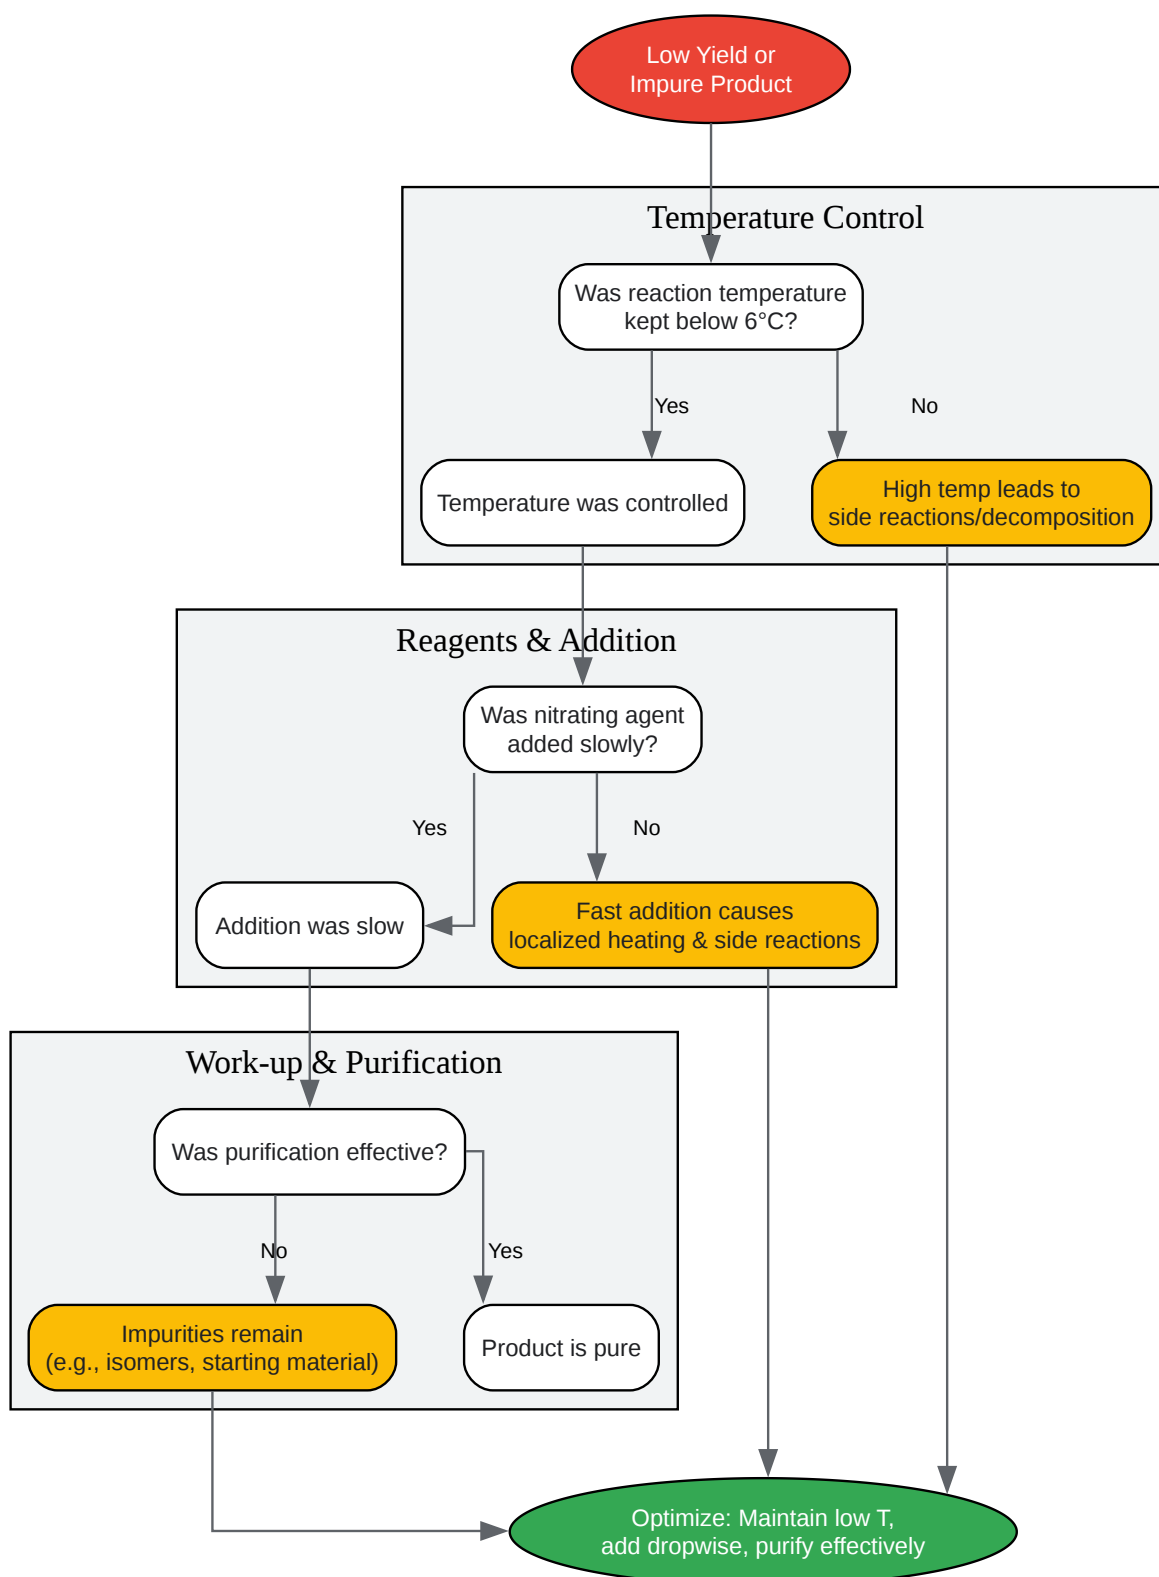 Low Yield or
Impure Product
Temperature Control
Was reaction temperature
kept below 6°C?
Yes
No
Temperature was controlled
High temp leads to
side reactions/decomposition
Reagents & Addition
Was nitrating agent
added slowly?
Yes
No
Addition was slow
Fast addition causes
localized heating & side reactions
Work-up & Purification
Was purification effective?
No
Yes
Impurities remain
(e.g., isomers, starting material)
Product is pure
Optimize: Maintain low T,
add dropwise, purify effectively